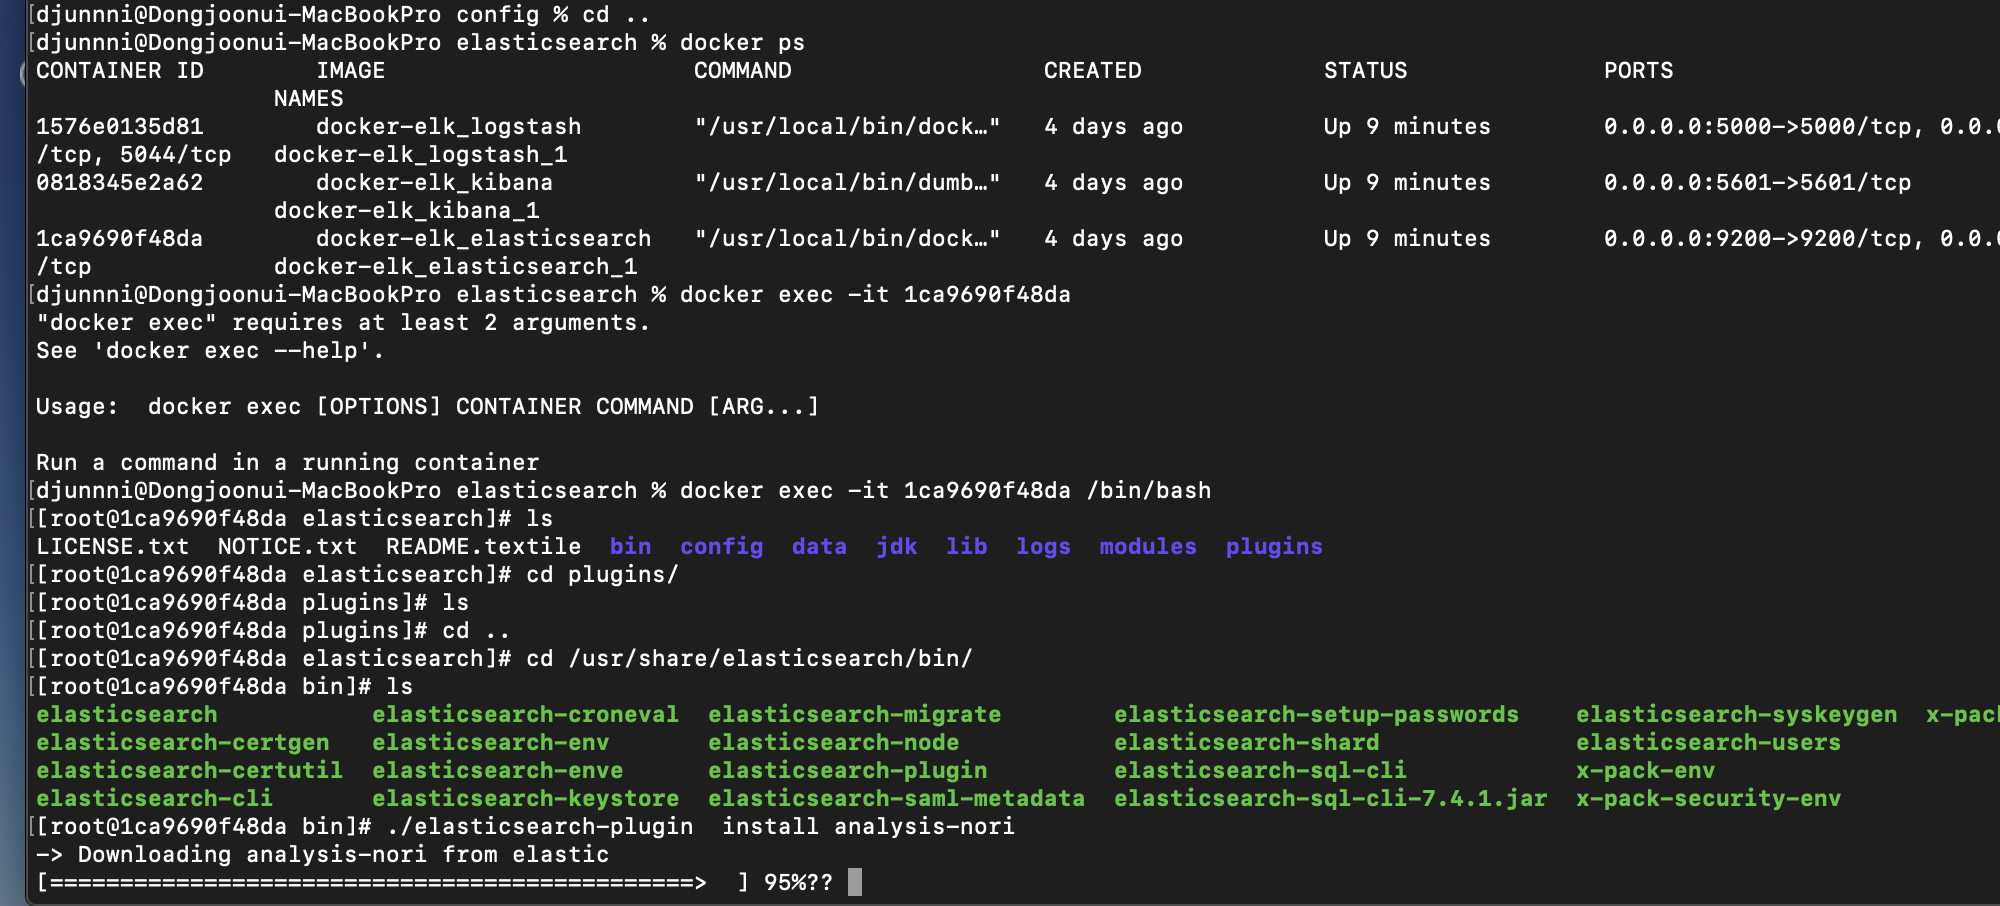 [djunnni@Dongjoonui-MacBookPro config % cd ..
[djunnni@Dongjoonui-MacBookPro elasticsearch % docker ps
CONTAINER ID        IMAGE                      COMMAND                  CREATED             STATUS              PORTS
                 NAMES
1576e0135d81        docker-elk_logstash        "/usr/local/bin/dock…"   4 days ago          Up 9 minutes        0.0.0.0:5000->5000/tcp, 0.0.
/tcp, 5044/tcp   docker-elk_logstash_1
0818345e2a62        docker-elk_kibana          "/usr/local/bin/dumb…"   4 days ago          Up 9 minutes        0.0.0.0:5601->5601/tcp
                 docker-elk_kibana_1
1ca9690f48da        docker-elk_elasticsearch   "/usr/local/bin/dock…"   4 days ago          Up 9 minutes        0.0.0.0:9200->9200/tcp, 0.0.
/tcp             docker-elk_elasticsearch_1
[djunnni@Dongjoonui-MacBookPro elasticsearch % docker exec -it 1ca9690f48da
"docker exec" requires at least 2 arguments.
See 'docker exec --help'.
Usage:  docker exec [OPTIONS] CONTAINER COMMAND [ARG...]
Run a command in a running container
[djunnni@Dongjoonui-MacBookPro elasticsearch % docker exec -it 1ca9690f48da /bin/bash
[[root@1ca9690f48da elasticsearch]# ls
LICENSE.txt  NOTICE.txt  README.textile  bin  config  data  jdk  lib  logs  modules  plugins
[[root@1ca9690f48da elasticsearch]# cd plugins/
[[root@1ca9690f48da plugins]# ls
[[root@1ca9690f48da plugins]# cd ..
[[root@1ca9690f48da elasticsearch]# cd /usr/share/elasticsearch/bin/
[[root@1ca9690f48da bin]# ls
elasticsearch           elasticsearch-croneval  elasticsearch-migrate        elasticsearch-setup-passwords    elasticsearch-syskeygen  x-pac
elasticsearch-certgen   elasticsearch-env       elasticsearch-node           elasticsearch-shard              elasticsearch-users
elasticsearch-certutil  elasticsearch-enve      elasticsearch-plugin         elasticsearch-sql-cli            x-pack-env
elasticsearch-cli       elasticsearch-keystore  elasticsearch-saml-metadata  elasticsearch-sql-cli-7.4.1.jar  x-pack-security-env
[[root@1ca9690f48da bin]# ./elasticsearch-plugin  install analysis-nori
-> Downloading analysis-nori from elastic
[==============================================>  ] 95%??